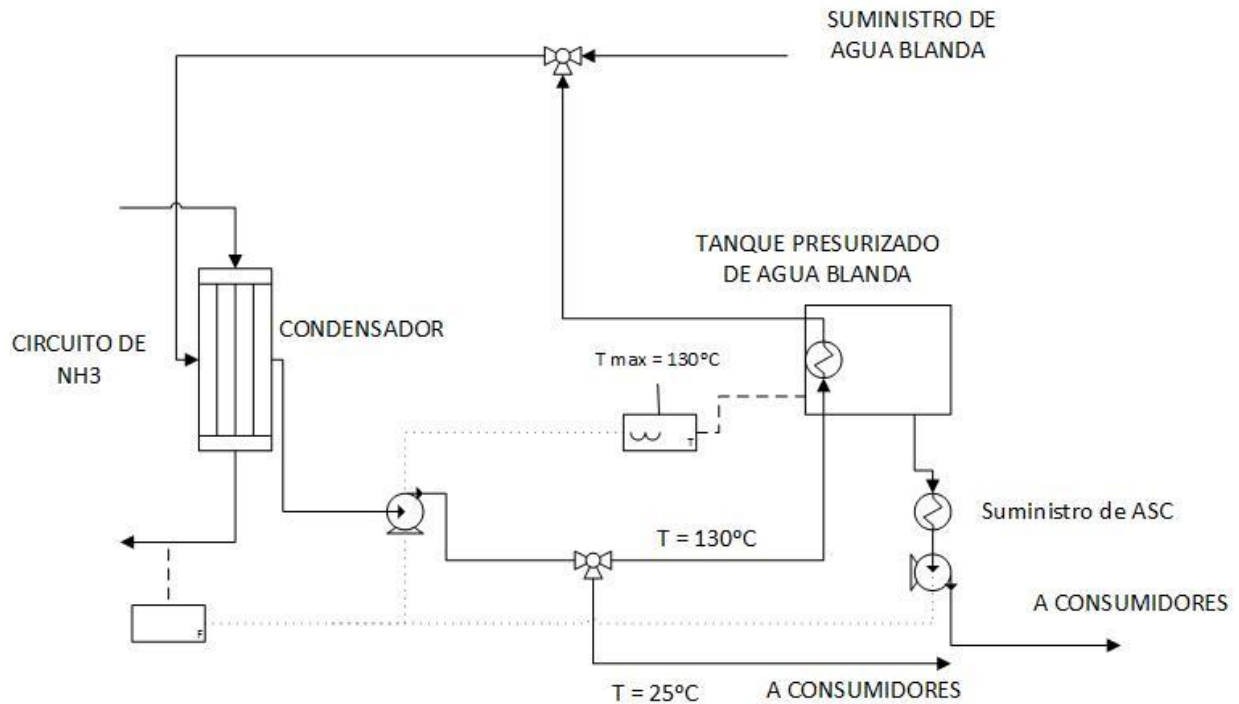 SUMINISTRO DE
AGUA BLANDA
TANQUE PRESURIZADO
DE AGUA BLANDA
CONDENSADOR
CIRCUITO DE
NH3
T max = 130ºC
T
Suministro de ASC
T = 130ºC
A CONSUMIDORES
F
T = 25ºC
A CONSUMIDORES